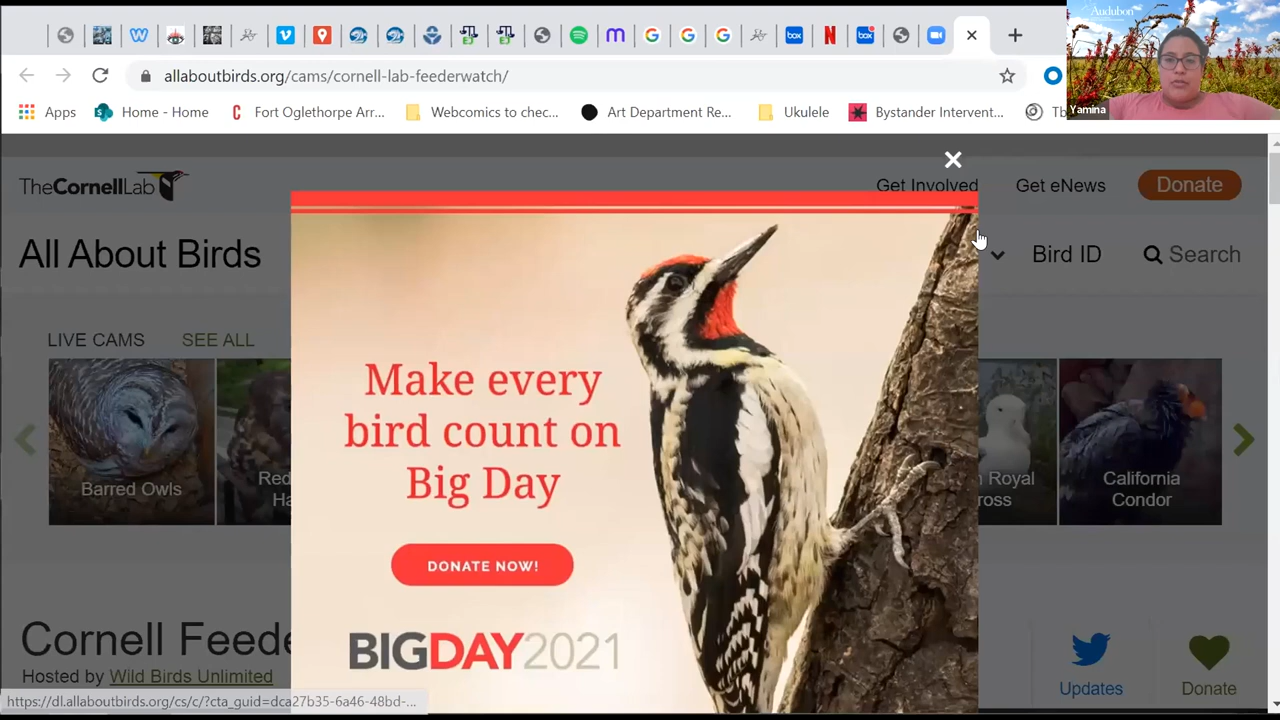 Audubon
Yamina
allaboutbirds.org/cams/cornell-lab-feederwatch/
Apps
Home - Home
Fort Oglethorpe Arr...
Webcomics to chec...
Art Department Re...
Ukulele
Bystander Intervent...
Tb
TheCornellLab
Get Involved
Get eNews
Donate
All About Birds
Bird ID
Search
LIVE CAMS
SEE ALL
Barred Owls
Red
Ha
Royal
ross
California
Condor
Make every
bird count on
Big Day
DONATE NOW!
BIGDAY2021
Cornell Feede
Hosted by Wild Birds Unlimited
Updates
Donate
https://dl.allaboutbirds.org/cs/c/?cta_guid=dca27b35-6a46-48bd-...